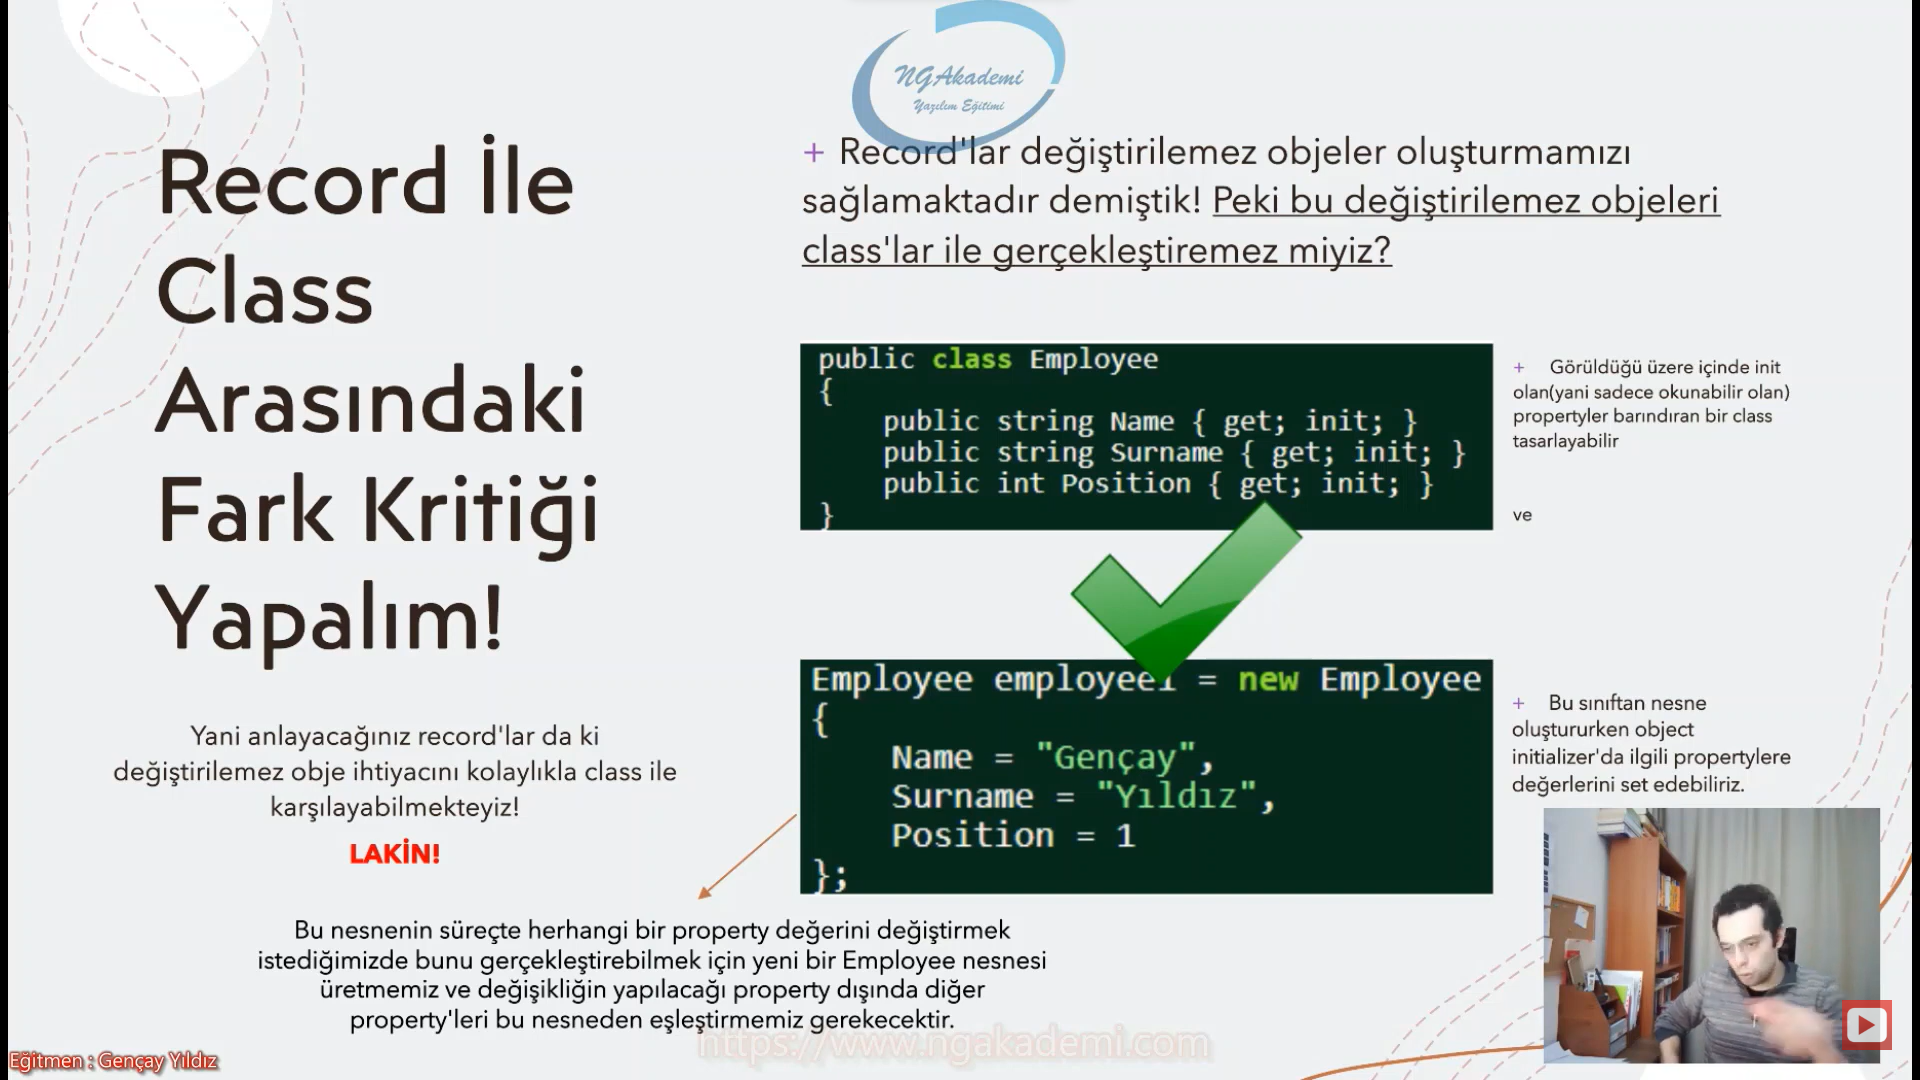 NGAkademi
Yazılım Eğitimi
Record İle
Class
Arasındaki
Fark Kritiği
Yapalım!
Yani anlayacağınız record'lar da ki
değiştirilemez obje ihtiyacını kolaylıkla class ile
karşılayabilmekteyiz!
LAKİN!
+ Record'lar değiştirilemez objeler oluşturmamızı
sağlamaktadır demiştik! Peki bu değiştirilemez objeleri
class'lar ile gerçekleştiremez miyiz?
public class Employee
{
public string Name { get; init; }
public string Surname { get; init; }
public int Position { get; init; }
}
+ Görüldüğü üzere içinde init
olan(yani sadece okunabilir olan)
propertyler barındıran bir class
tasarlayabilir
ve
Employee employee1 = new Employee
{
Name = "Gençay",
Surname = "Yıldız",
Position = 1
};
+ Bu sınıftan nesne
oluştururken object
initializer'da ilgili propertylere
değerlerini set edebiliriz.
Bu nesnenin süreçte herhangi bir property değerini değiştirmek
istediğimizde bunu gerçekleştirebilmek için yeni bir Employee nesnesi
üretmemiz ve değişikliğin yapılacağı property dışında diğer
property'leri bu nesneden eşleştirmemiz gerekecektir.
https://www.ngakademi.com
Eğitmen : Gençay Yıldız